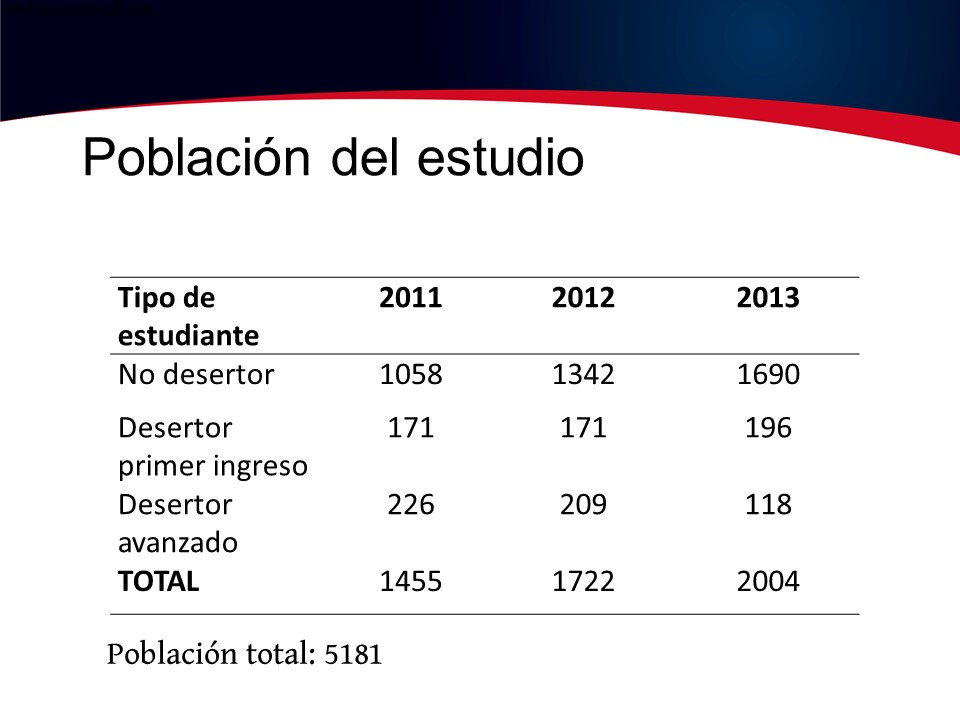 Población del estudio
Tipo de estudiante 2011 2012 2013
No desertor 1058 1342 1690
Desertor primer ingreso 171 171 196
Desertor avanzado 226 209 118
TOTAL 1455 1722 2004
Población total: 5181